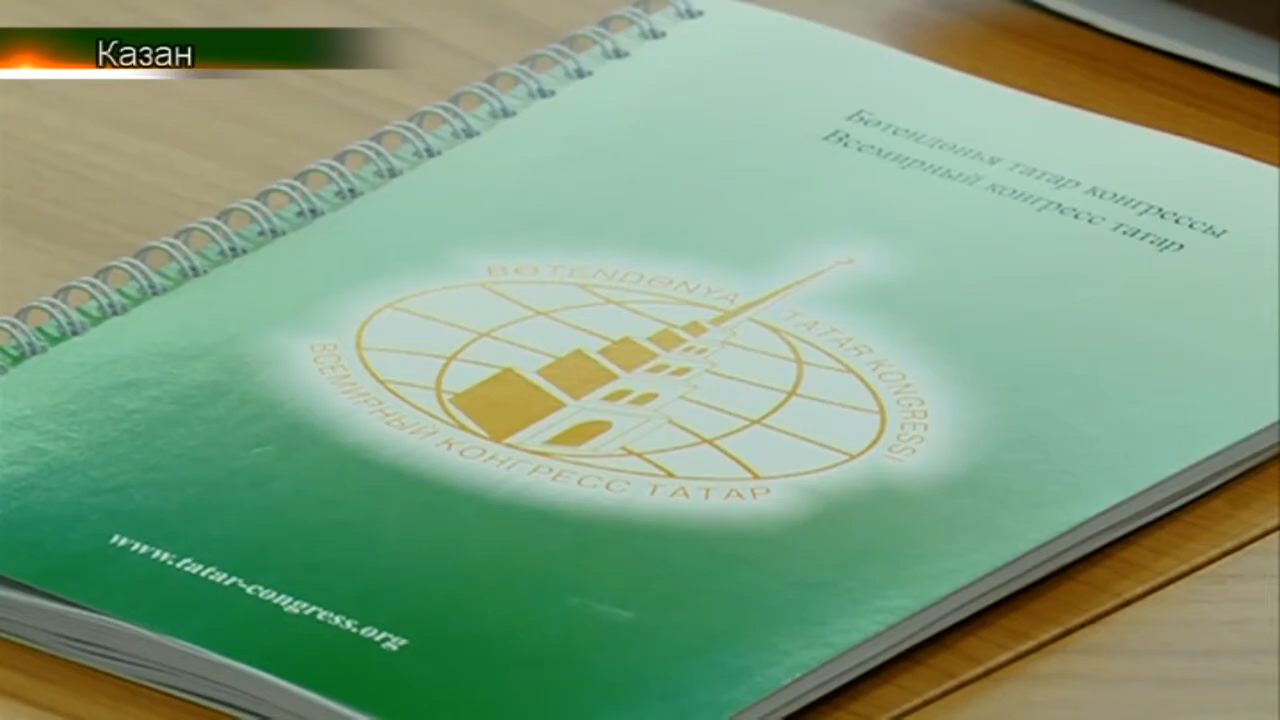 Казан
Бөтендөнья татар конгрессы
Всемирный конгресс татар
BӨTENDӨNYA TATAR KONGRESSI
ВСЕМИРНЫЙ КОНГРЕСС ТАТАР
www.tatar-congress.org